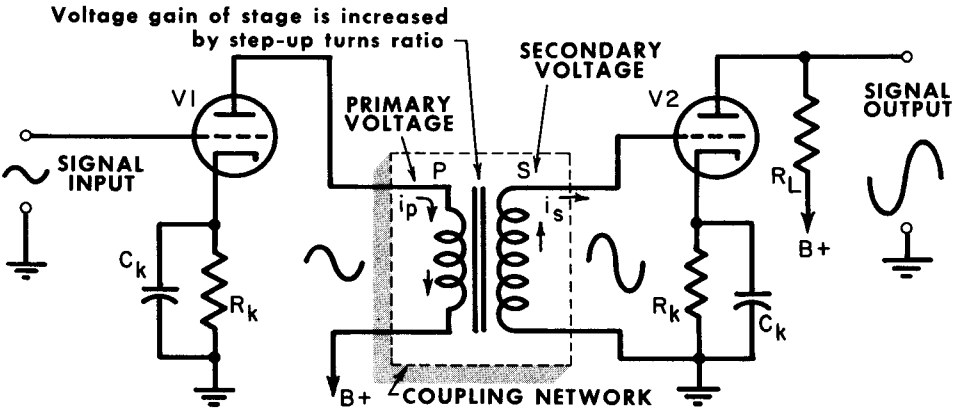 Voltage gain of stage is increased
by step-up turns ratio
SECONDARY
VOLTAGE
V1
PRIMARY
VOLTAGE
V2
SIGNAL
OUTPUT
SIGNAL
INPUT
P
S
RL
ip
is
B+
Ck
Rk
Rk
Ck
B+
COUPLING NETWORK